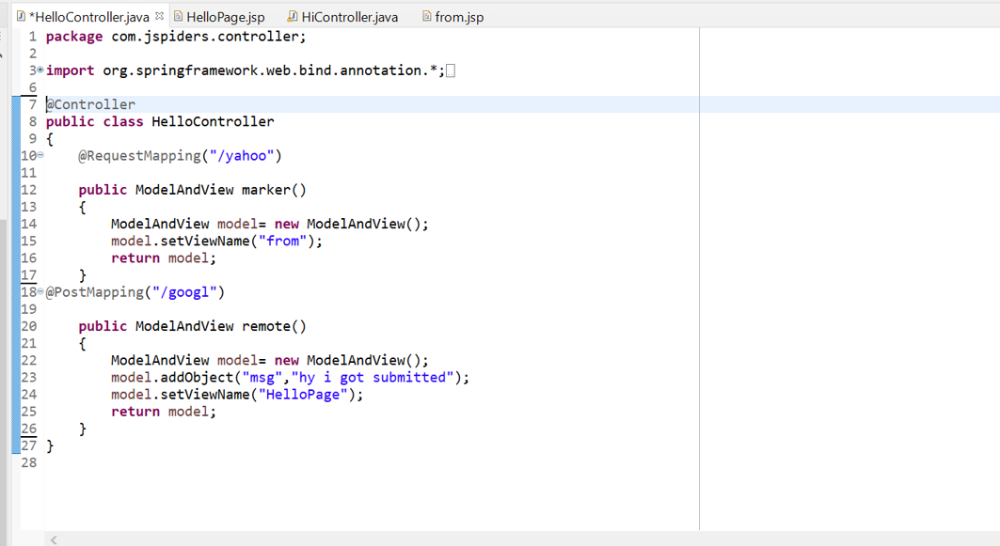 *HelloController.java HelloPage.jsp HiController.java from.jsp
1 package com.jspiders.controller;
2
3 import org.springframework.web.bind.annotation.*;
6
7 @Controller
8 public class HelloController
9 {
10 @RequestMapping("/yahoo")
11
12 public ModelAndView marker()
13 {
14 ModelAndView model= new ModelAndView();
15 model.setViewName("from");
16 return model;
17 }
18 @PostMapping("/googl")
19
20 public ModelAndView remote()
21 {
22 ModelAndView model= new ModelAndView();
23 model.addObject("msg","hy i got submitted");
24 model.setViewName("HelloPage");
25 return model;
26 }
27 }
28